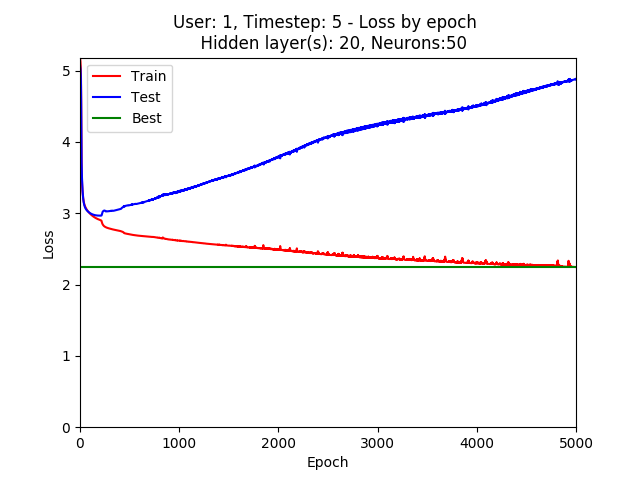 User: 1, Timestep: 5 - Loss by epoch
Hidden layer(s): 20, Neurons:50
Train
Test
Best
5
4
3
2
1
0
Loss
0 1000 2000 3000 4000 5000
Epoch